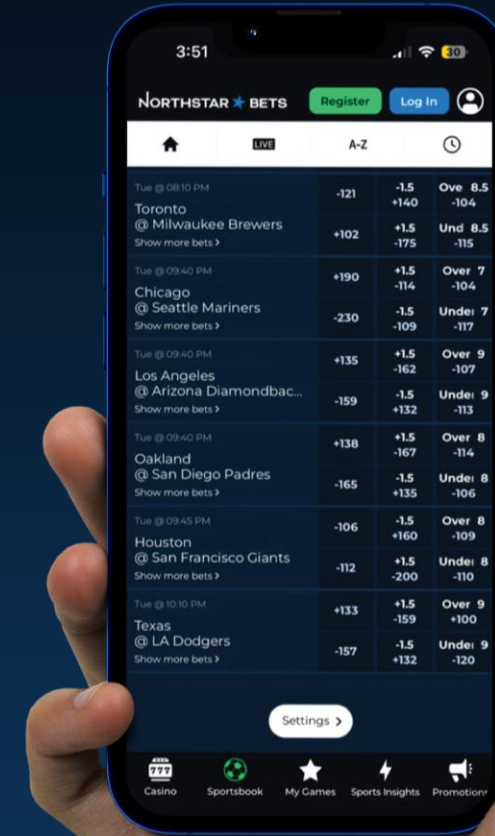 3:51
30
NORTHSTAR BETS
Register
Log In
LIVE
A-Z
Tue @ 08:10 PM
Toronto
@ Milwaukee Brewers
Show more bets >
-121 -1.5 +140 Ove 8.5 -104
+102 +1.5 -175 Und 8.5 -115
Tue @ 09:40 PM
Chicago
@ Seattle Mariners
Show more bets >
+190 +1.5 -114 Over 7 -104
-230 -1.5 -109 Under 7 -117
Tue @ 09:40 PM
Los Angeles
@ Arizona Diamondbac...
Show more bets >
+135 +1.5 -162 Over 9 -107
-159 -1.5 +132 Under 9 -113
Tue @ 09:40 PM
Oakland
@ San Diego Padres
Show more bets >
+138 +1.5 -167 Over 8 -114
-165 -1.5 +135 Under 8 -106
Tue @ 09:45 PM
Houston
@ San Francisco Giants
Show more bets >
-106 -1.5 +160 Over 8 -109
-112 +1.5 -200 Under 8 -110
Tue @ 10:10 PM
Texas
@ LA Dodgers
Show more bets >
+133 +1.5 -159 Over 9 +100
-157 -1.5 +132 Under 9 -120
Settings >
777
Casino
Sportsbook
My Games
Sports Insights
Promotions